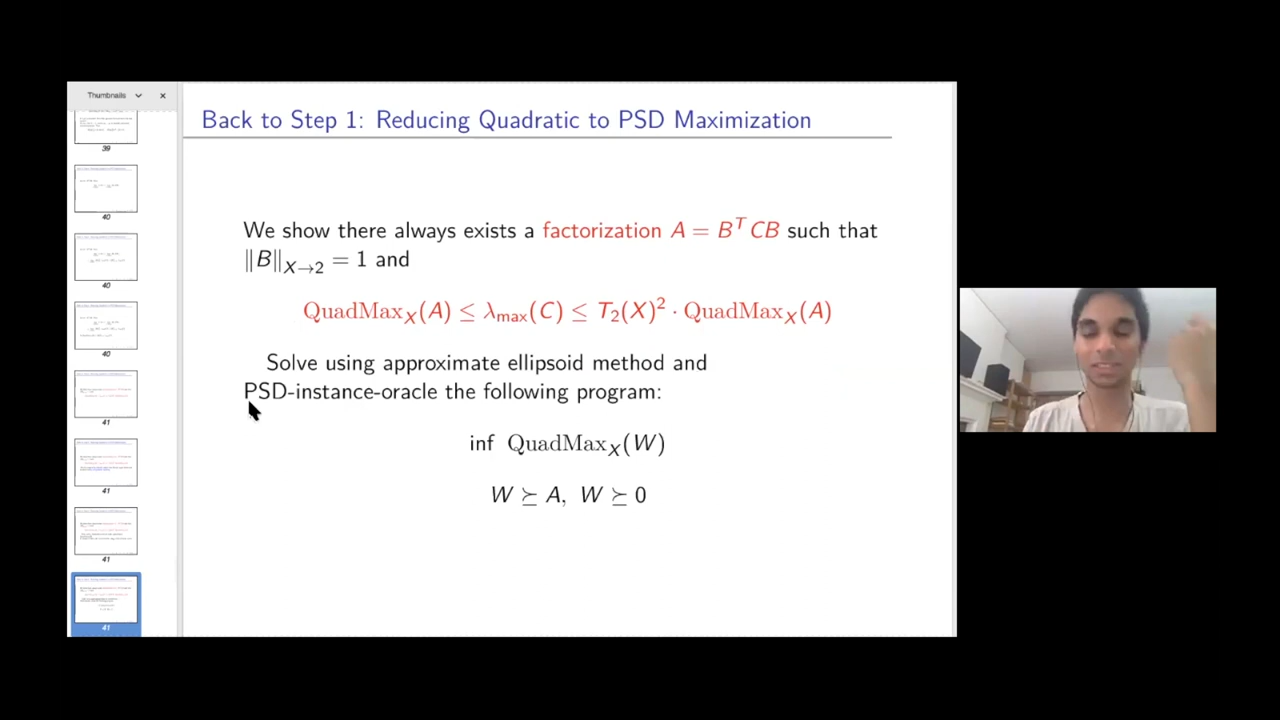 Thumbnails
39
40
40
40
41
41
41
41
Back to Step 1: Reducing Quadratic to PSD Maximization
We show there always exists a factorization A = B^T CB such that
‖B‖_{X→2} = 1 and
QuadMax_X(A) ≤ λ_max(C) ≤ T_2(X)^2 · QuadMax_X(A)
Solve using approximate ellipsoid method and
PSD-instance-oracle the following program:
inf QuadMax_X(W)
W ⪰ A, W ⪰ 0